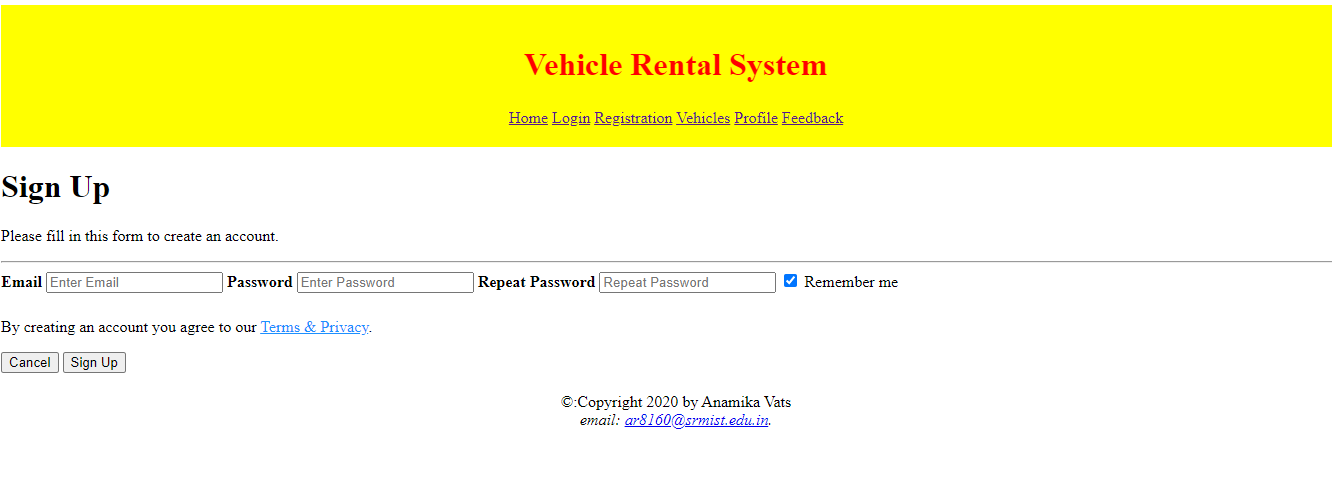 Vehicle Rental System
Home Login Registration Vehicles Profile Feedback
Sign Up
Please fill in this form to create an account.
Email Enter Email Password Enter Password Repeat Password Repeat Password Remember me
By creating an account you agree to our Terms & Privacy.
Cancel Sign Up
©:Copyright 2020 by Anamika Vats
email: ar8160@srmist.edu.in.